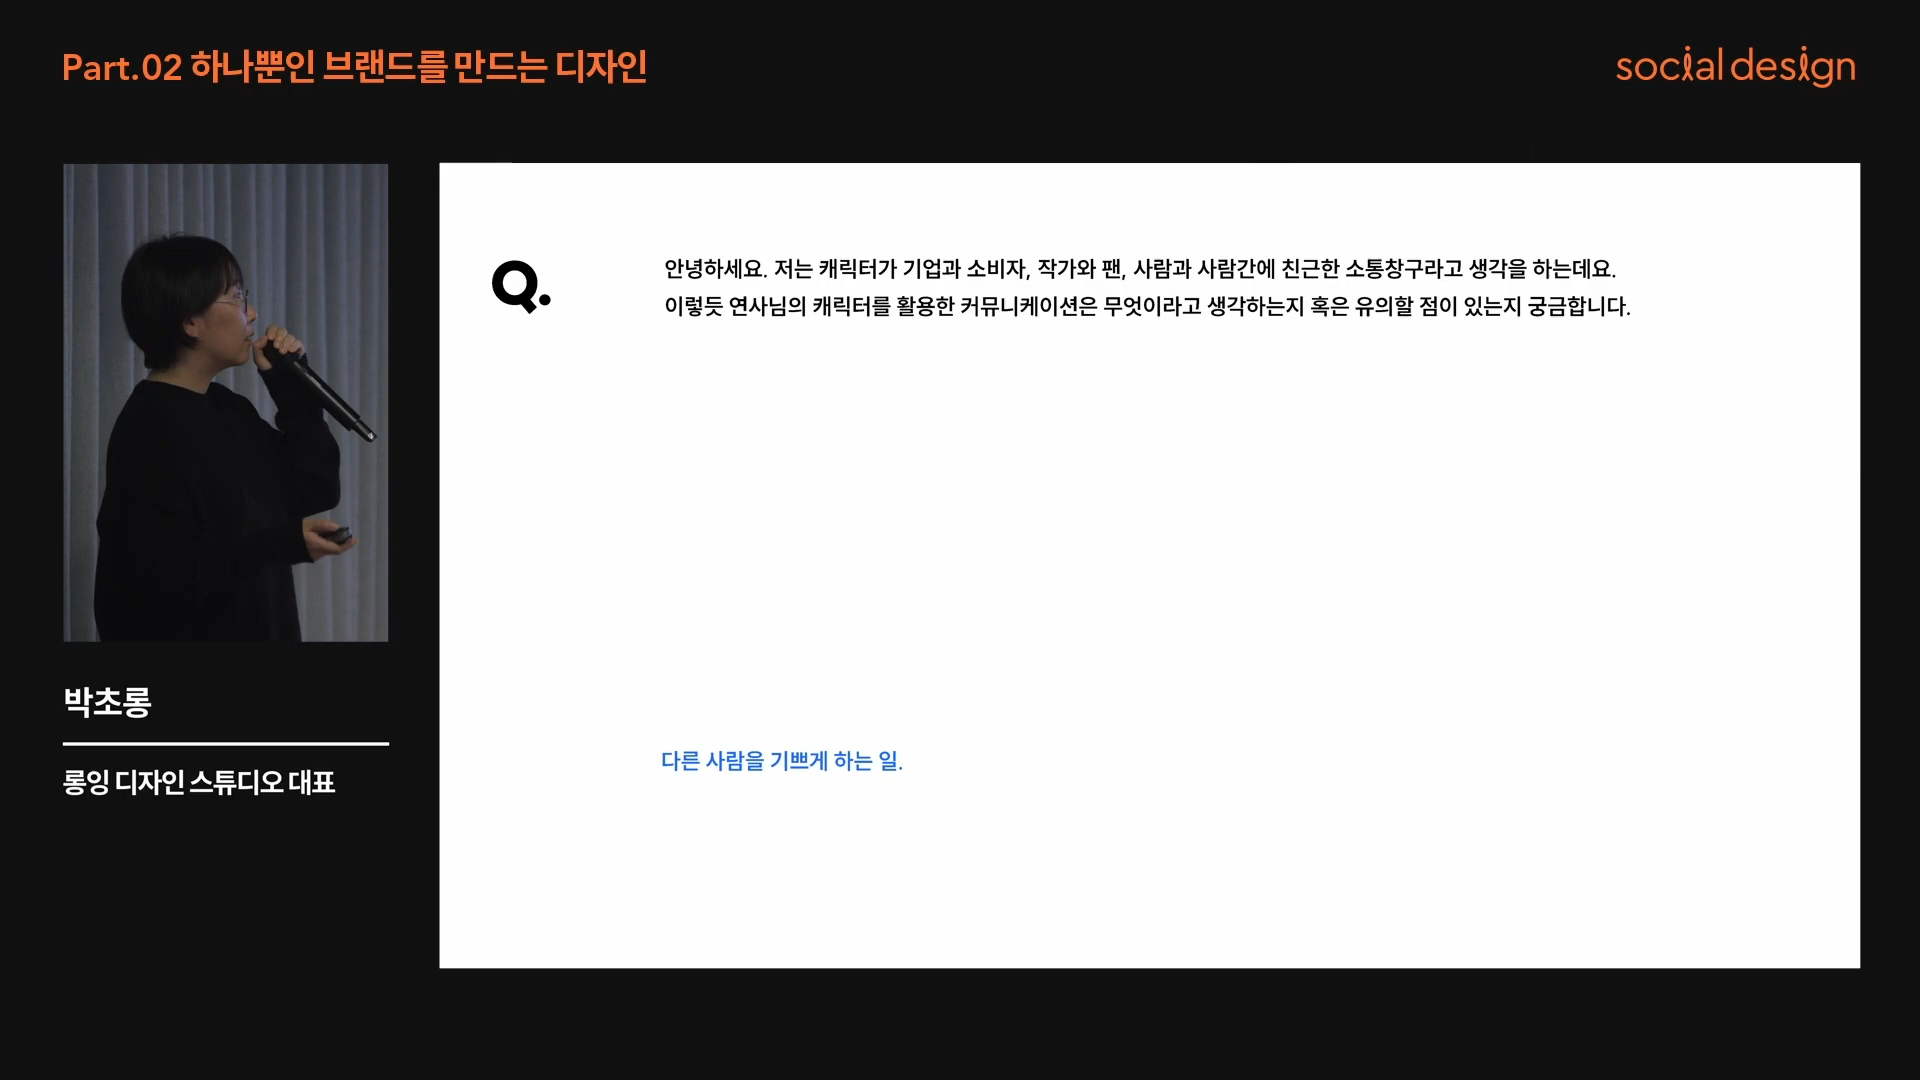 Part.02 하나뿐인 브랜드를 만드는 디자인
social design
Q.
안녕하세요. 저는 캐릭터가 기업과 소비자, 작가와 팬, 사람과 사람간에 친근한 소통창구라고 생각을 하는데요.
이렇듯 연사님의 캐릭터를 활용한 커뮤니케이션은 무엇이라고 생각하는지 혹은 유의할 점이 있는지 궁금합니다.
다른 사람을 기쁘게 하는 일.
박초롱
롱잉 디자인 스튜디오 대표